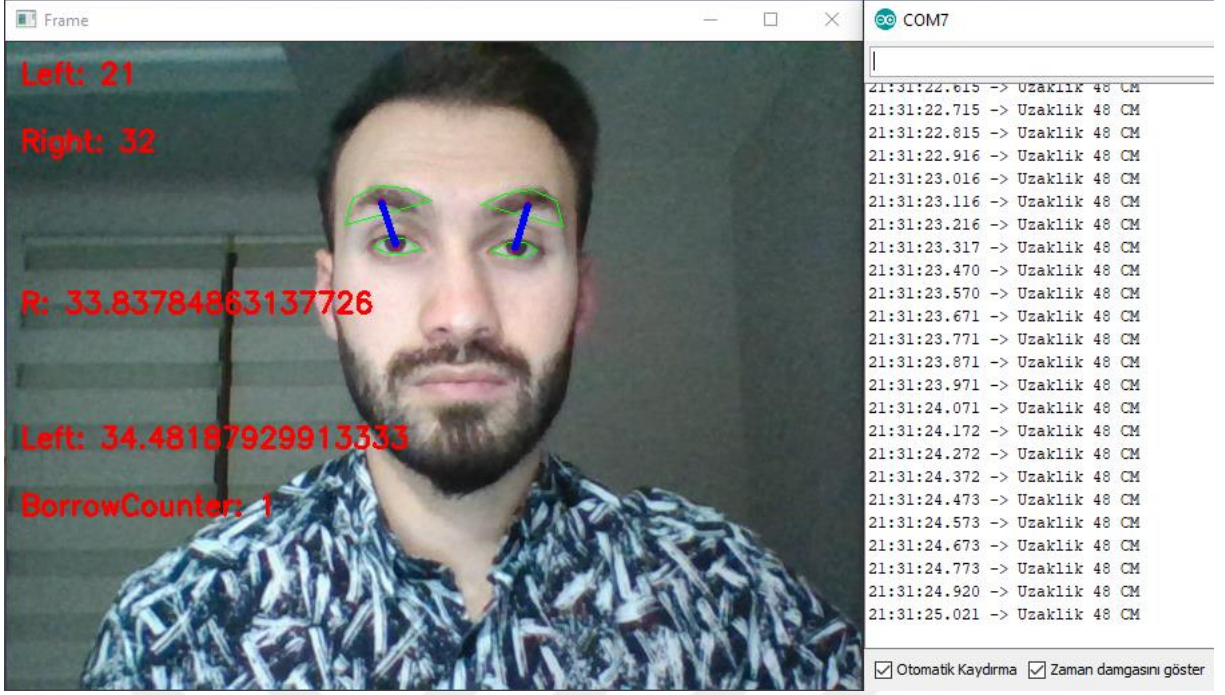 Frame
Left: 21
Right: 32
R: 33.83784863137726
Left: 34.48187929913333
BorrowCounter: 1
COM7
21:31:22.615 -> Uzaklik 48 CM
21:31:22.715 -> Uzaklik 48 CM
21:31:22.815 -> Uzaklik 48 CM
21:31:22.916 -> Uzaklik 48 CM
21:31:23.016 -> Uzaklik 48 CM
21:31:23.116 -> Uzaklik 48 CM
21:31:23.216 -> Uzaklik 48 CM
21:31:23.317 -> Uzaklik 48 CM
21:31:23.470 -> Uzaklik 48 CM
21:31:23.570 -> Uzaklik 48 CM
21:31:23.671 -> Uzaklik 48 CM
21:31:23.771 -> Uzaklik 48 CM
21:31:23.871 -> Uzaklik 48 CM
21:31:23.971 -> Uzaklik 48 CM
21:31:24.071 -> Uzaklik 48 CM
21:31:24.172 -> Uzaklik 48 CM
21:31:24.272 -> Uzaklik 48 CM
21:31:24.372 -> Uzaklik 48 CM
21:31:24.473 -> Uzaklik 48 CM
21:31:24.573 -> Uzaklik 48 CM
21:31:24.673 -> Uzaklik 48 CM
21:31:24.773 -> Uzaklik 48 CM
21:31:24.920 -> Uzaklik 48 CM
21:31:25.021 -> Uzaklik 48 CM
Otomatik Kaydırma Zaman damgasını göster